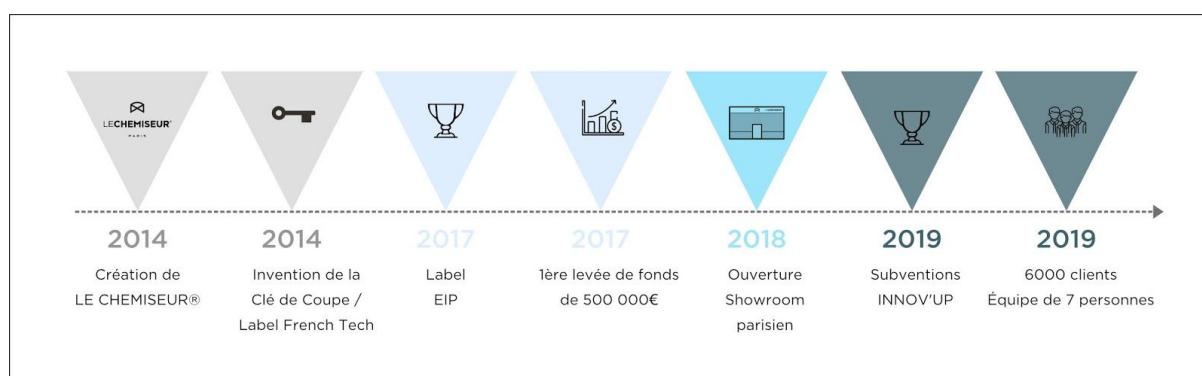 LECHEMISEUR®
PARIS
2014
Création de
LE CHEMISEUR®
2014
Invention de la
Clé de Coupe /
Label French Tech
2017
Label
EIP
2017
1ère levée de fonds
de 500 000€
2018
Ouverture
Showroom
parisien
2019
Subventions
INNOV'UP
2019
6000 clients
Équipe de 7 personnes